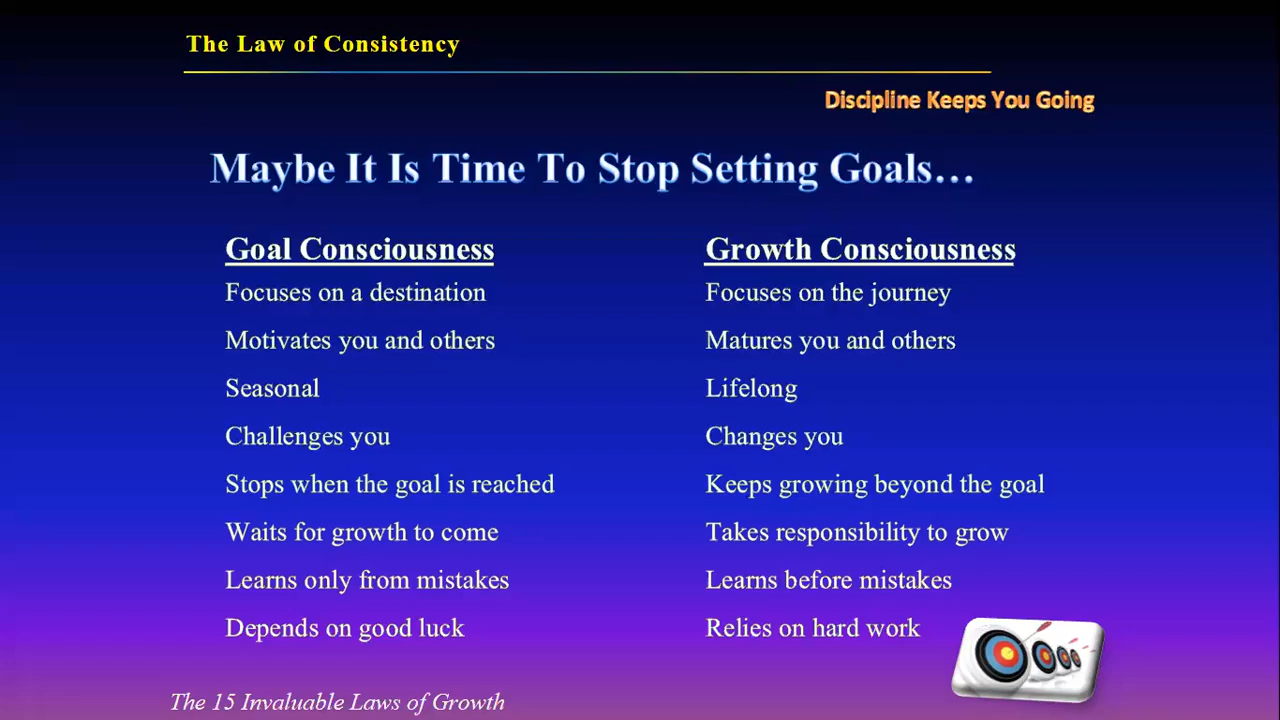 The Law of Consistency
Discipline Keeps You Going
Maybe It Is Time To Stop Setting Goals…
Goal Consciousness
Focuses on a destination
Motivates you and others
Seasonal
Challenges you
Stops when the goal is reached
Waits for growth to come
Learns only from mistakes
Depends on good luck
Growth Consciousness
Focuses on the journey
Matures you and others
Lifelong
Changes you
Keeps growing beyond the goal
Takes responsibility to grow
Learns before mistakes
Relies on hard work
The 15 Invaluable Laws of Growth